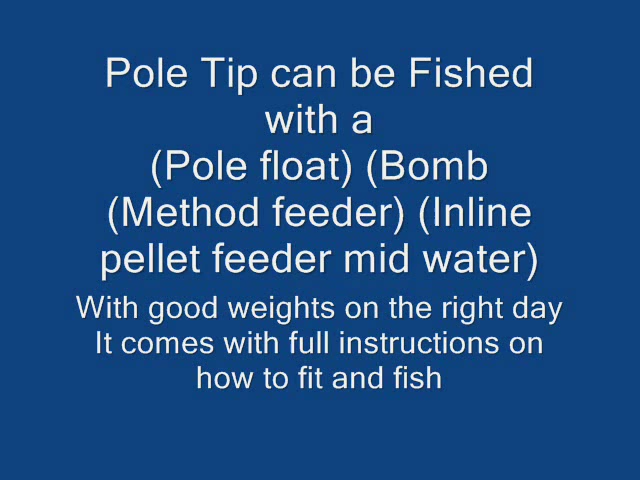 Pole Tip can be Fished
with a
(Pole float) (Bomb
(Method feeder) (Inline
pellet feeder mid water)
With good weights on the right day
It comes with full instructions on
how to fit and fish